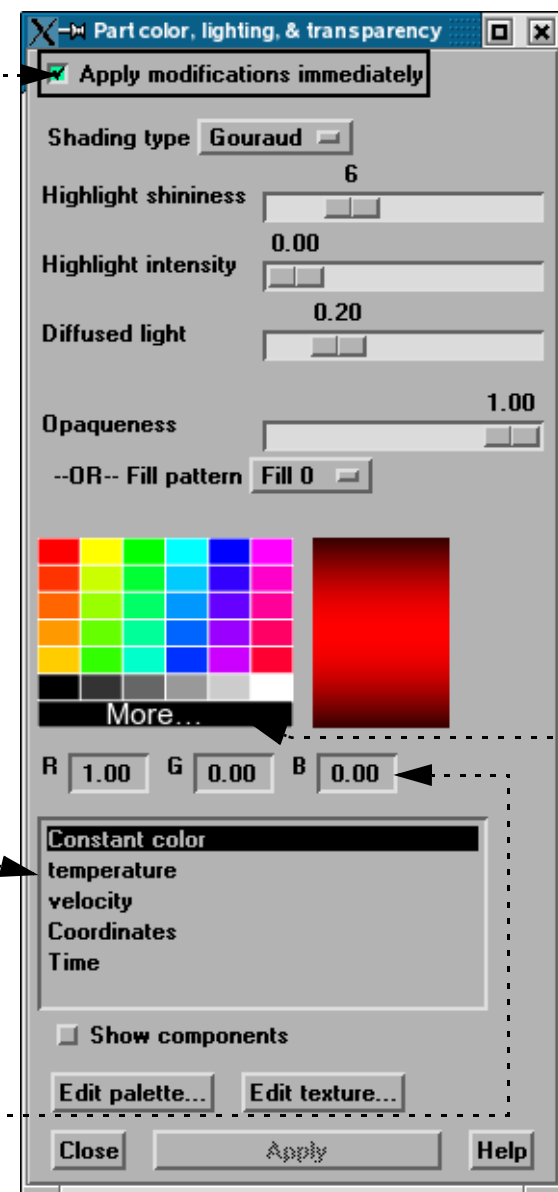 Part color, lighting, & transparency
Apply modifications immediately
Shading type Gouraud
6
Highlight shininess
0.00
Highlight intensity
0.20
Diffused light
1.00
Opaqueness
--OR-- Fill pattern Fill 0
More...
R 1.00 G 0.00 B 0.00
Constant color
temperature
velocity
Coordinates
Time
Show components
Edit palette... Edit texture...
Close Apply Help